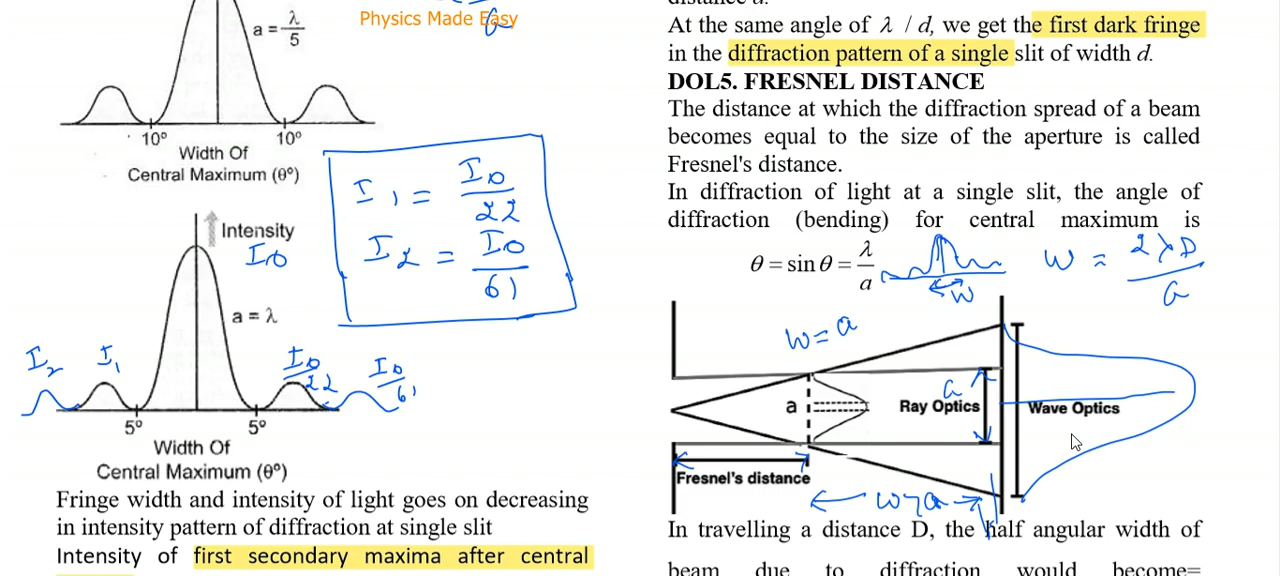 Physics Made Easy
a
a = λ/5
10⁰ 10⁰
Width Of
Central Maximum (θ⁰)
I₁ = I₀/22
I₂ = I₀/61
Intensity
I₀
a = λ
I₂ I₁ I₀/22 I₀/61
5⁰ 5⁰
Width Of
Central Maximum (θ⁰)
Fringe width and intensity of light goes on decreasing
in intensity pattern of diffraction at single slit
Intensity of first secondary maxima after central
At the same angle of λ / d, we get the first dark fringe
in the diffraction pattern of a single slit of width d.
DOL5. FRESNEL DISTANCE
The distance at which the diffraction spread of a beam
becomes equal to the size of the aperture is called
Fresnel's distance.
In diffraction of light at a single slit, the angle of
diffraction (bending) for central maximum is
θ = sin θ = λ/a
w
w = 2λD/a
w = a
a
a
Ray Optics
Wave Optics
Fresnel's distance
w > a
In travelling a distance D, the half angular width of
beam due to diffraction would become=